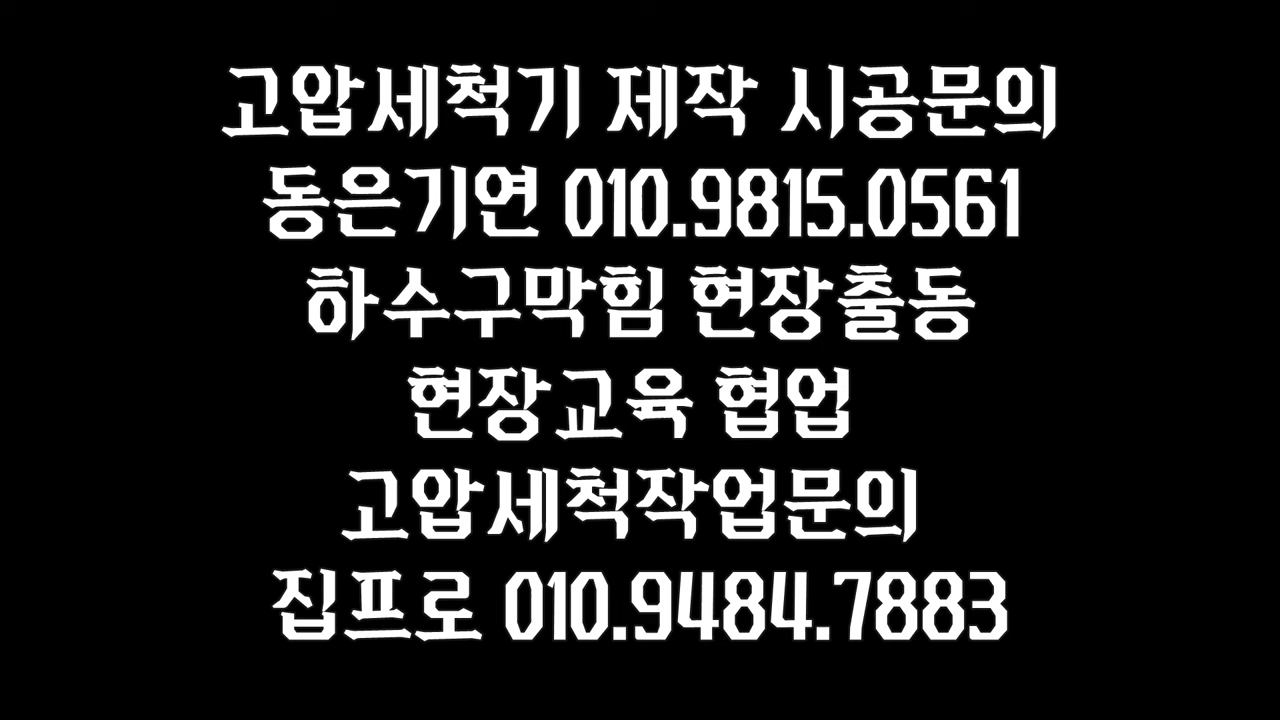 고압세척기 제작 시공문의
동은기연 010.9815.0561
하수구막힘 현장출동
현장교육 협업
고압세척작업문의
집프로 010.9484.7883